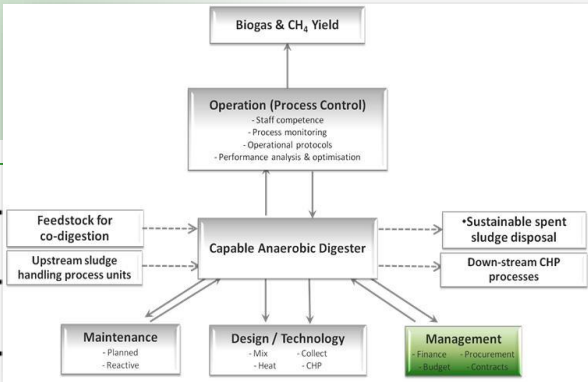 Biogas & CH₄ Yield
Operation (Process Control)
- Staff competence
- Process monitoring
- Operational protocols
- Performance analysis & optimisation
Feedstock for
co-digestion
Upstream sludge
handling process units
Capable Anaerobic Digester
•Sustainable spent
sludge disposal
Down-stream CHP
processes
Maintenance
- Planned
- Reactive
Design / Technology
- Mix - Collect
- Heat - CHP
Management
- Finance - Procurement
- Budget - Contracts